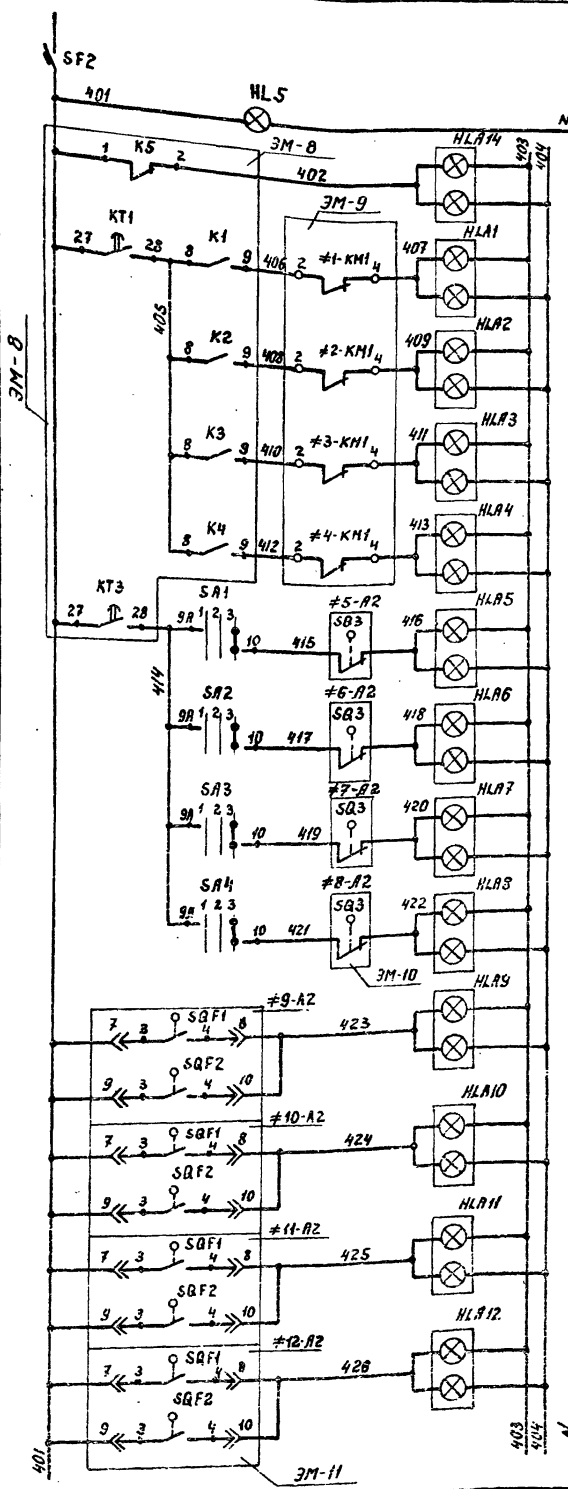 SF2
401
HL5
N
1 K5 2
ЭМ-8
402
HLA14
403
404
KT1
27 28
405
ЭМ-8
K1
8 9 406
ЭМ-9
2 ≠1-KM1 4
407
HLA1
K2
8 9 408
2 ≠2-KM1 4
409
HLA2
K3
8 9 410
2 ≠3-KM1 4
411
HLA3
K4
8 9 412
2 ≠4-KM1 4
413
HLA4
KT3
27 28
414
SA1
9A 1 2 3 10 415
≠5-A2
SQ3
416
HLA5
SA2
9A 1 2 3 10 417
≠6-A2
SQ3
418
HLA6
SA3
9A 1 2 3 10 419
≠7-A2
SQ3
420
HLA7
SA4
9A 1 2 3 10 421
≠8-A2
SQ3
422
HLA8
ЭМ-10
≠9-A2
7 3 SQF1 4 8
423
HLA9
9 3 SQF2 4 10
≠10-A2
7 3 SQF1 4 8
424
HLA10
9 3 SQF2 4 10
≠11-A2
7 3 SQF1 4 8
425
HLA11
9 3 SQF2 4 10
≠12-A2
7 3 SQF1 4 8
426
HLA12
9 3 SQF2 4 10
401
ЭМ-11
403
404
N